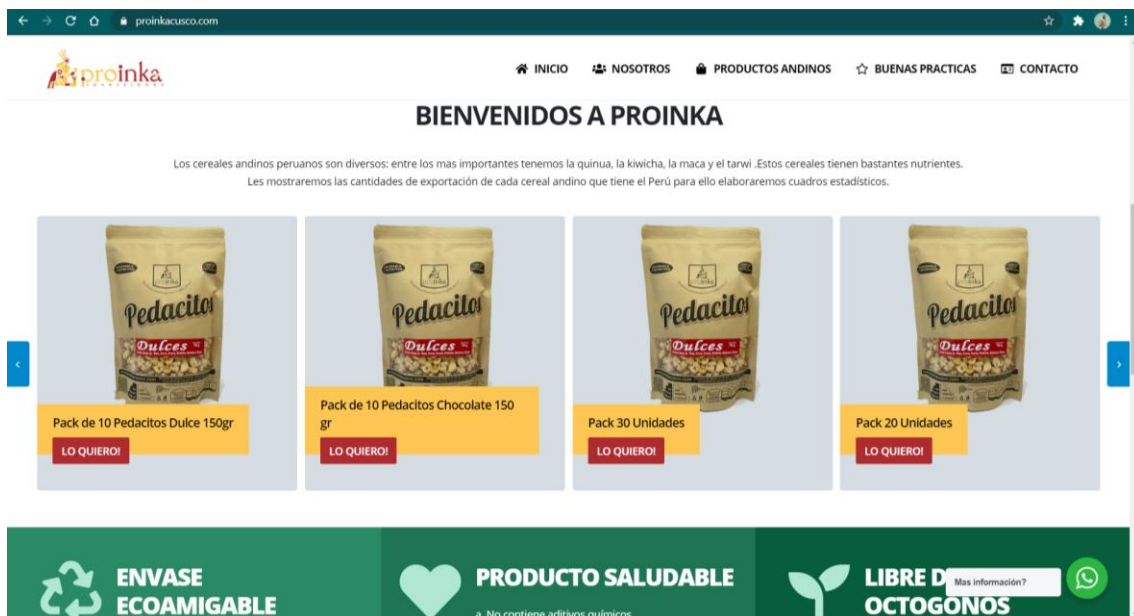 proinkacusco.com
proinka
INICIO
NOSOTROS
PRODUCTOS ANDINOS
BUENAS PRACTICAS
CONTACTO
BIENVENIDOS A PROINKA
Los cereales andinos peruanos son diversos: entre los mas importantes tenemos la quinua, la kiwicha, la maca y el tarwi .Estos cereales tienen bastantes nutrientes.
Les mostraremos las cantidades de exportación de cada cereal andino que tiene el Perú para ello elaboraremos cuadros estadísticos.
Pedacitos
Dulces
Pack de 10 Pedacitos Dulce 150gr
LO QUIERO!
Pedacitos
Dulces
Pack de 10 Pedacitos Chocolate 150
gr
LO QUIERO!
Pedacitos
Dulces
Pack 30 Unidades
LO QUIERO!
Pedacitos
Dulces
Pack 20 Unidades
LO QUIERO!
ENVASE
ECOAMIGABLE
PRODUCTO SALUDABLE
a. No contiene aditivos químicos
LIBRE D
OCTOGONOS
Mas información?